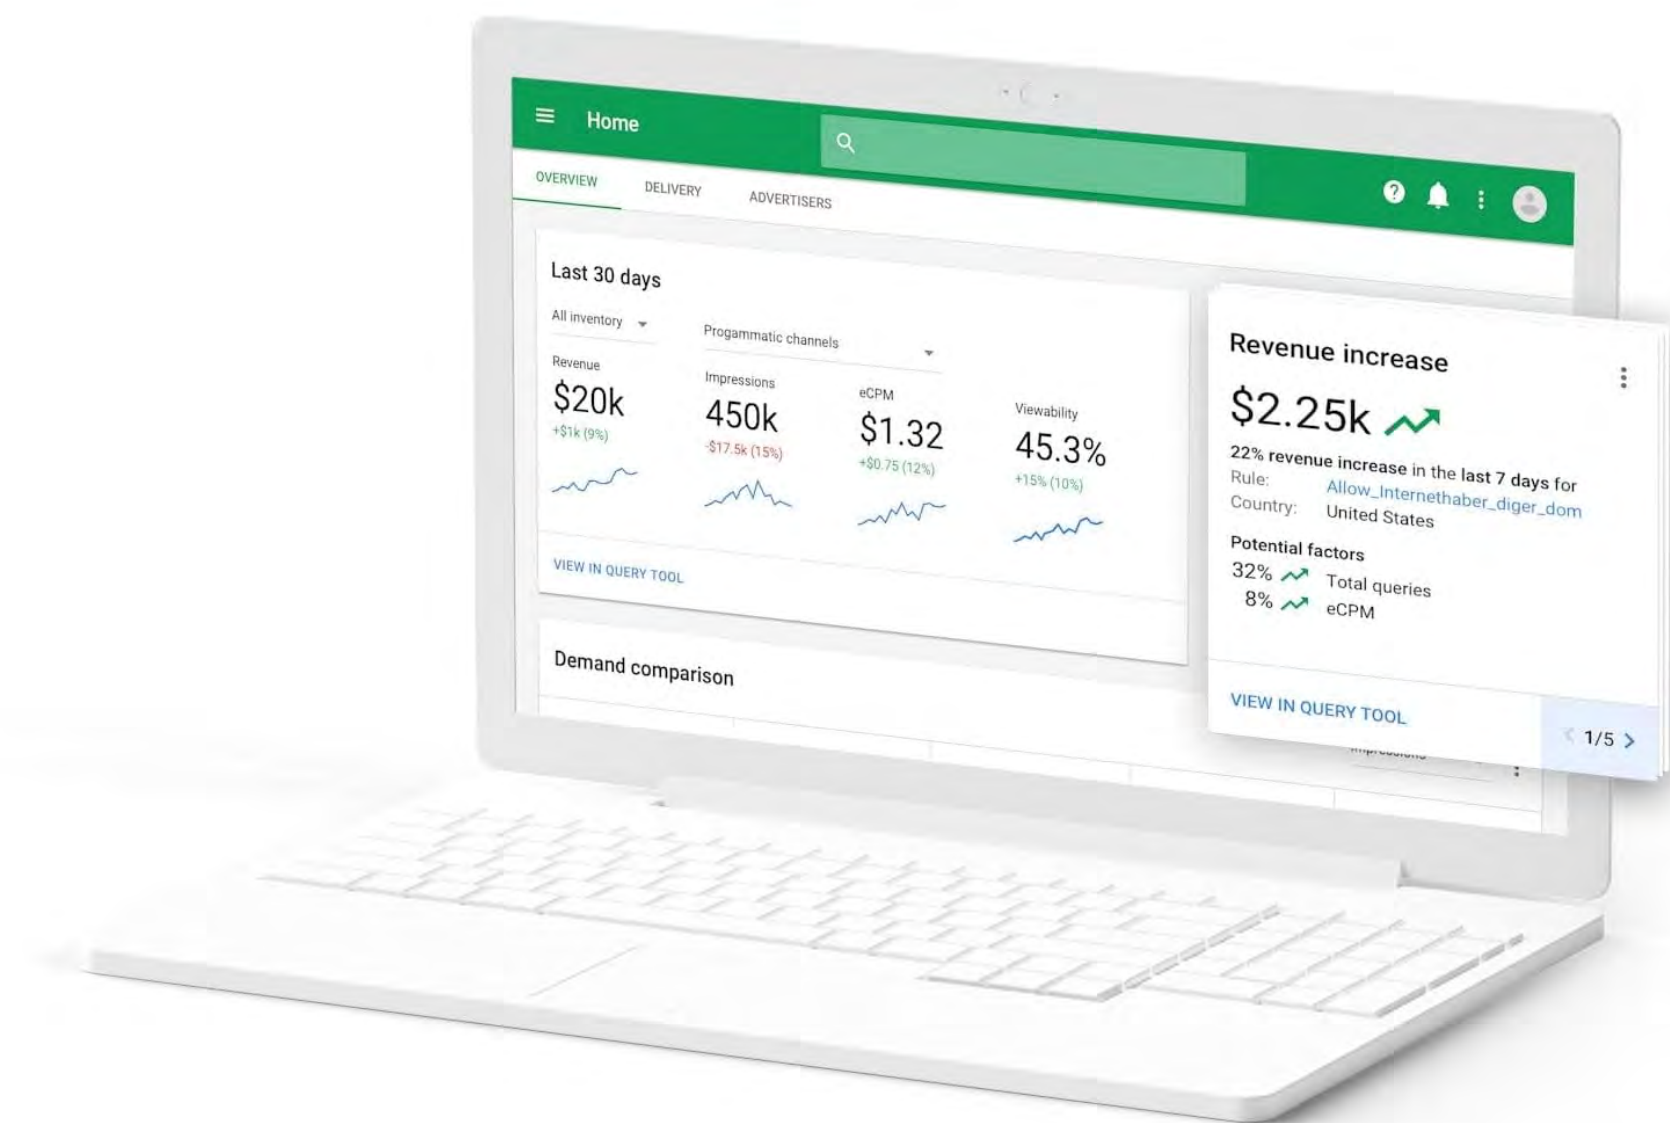 Home
OVERVIEW
DELIVERY
ADVERTISERS
Last 30 days
All inventory
Progammatic channels
Revenue
$20k
+$1k (9%)
Impressions
450k
-$17.5k (15%)
eCPM
$1.32
+$0.75 (12%)
Viewability
45.3%
+15% (10%)
VIEW IN QUERY TOOL
Demand comparison
Revenue increase
$2.25k
22% revenue increase in the last 7 days for
Rule: Allow_Internethaber_diger_dom
Country: United States
Potential factors
32% Total queries
8% eCPM
VIEW IN QUERY TOOL
1/5